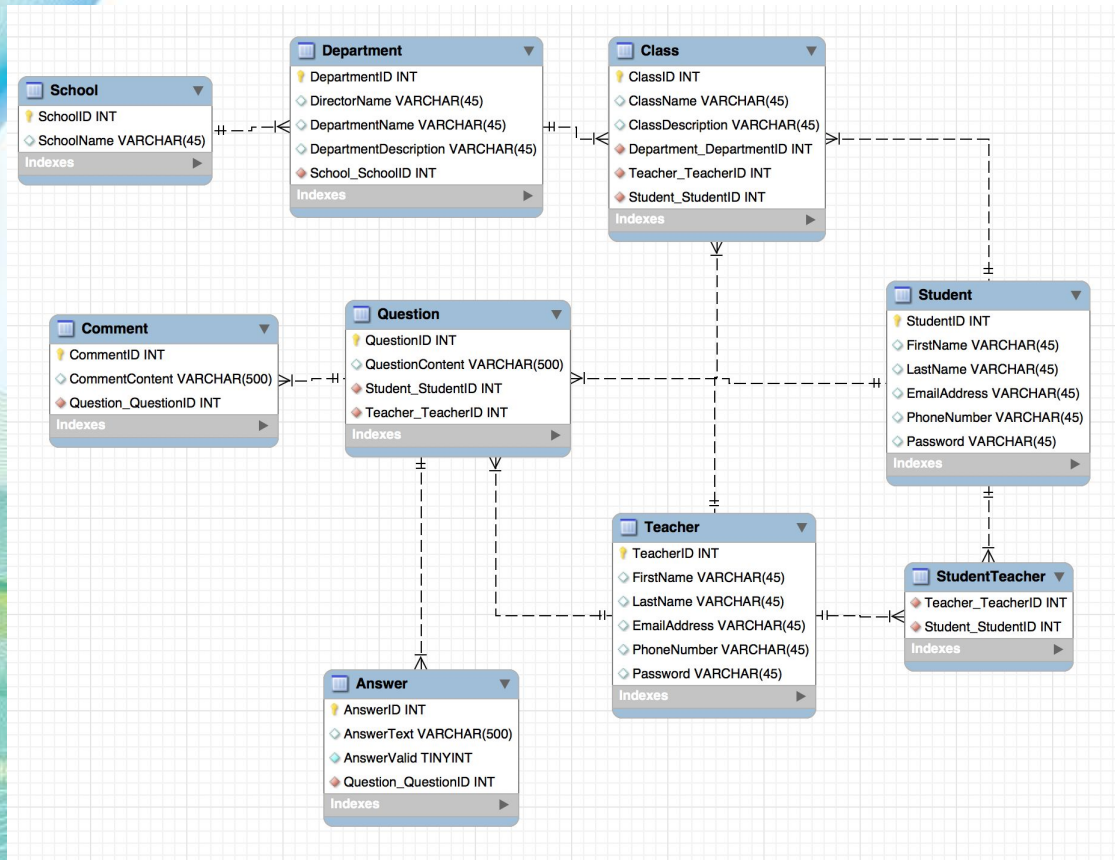 School
SchoolID INT
SchoolName VARCHAR(45)
Indexes
Department
DepartmentID INT
DirectorName VARCHAR(45)
DepartmentName VARCHAR(45)
DepartmentDescription VARCHAR(45)
School_SchoolID INT
Indexes
Class
ClassID INT
ClassName VARCHAR(45)
ClassDescription VARCHAR(45)
Department_DepartmentID INT
Teacher_TeacherID INT
Student_StudentID INT
Indexes
Comment
CommentID INT
CommentContent VARCHAR(500)
Question_QuestionID INT
Indexes
Question
QuestionID INT
QuestionContent VARCHAR(500)
Student_StudentID INT
Teacher_TeacherID INT
Indexes
Student
StudentID INT
FirstName VARCHAR(45)
LastName VARCHAR(45)
EmailAddress VARCHAR(45)
PhoneNumber VARCHAR(45)
Password VARCHAR(45)
Indexes
Teacher
TeacherID INT
FirstName VARCHAR(45)
LastName VARCHAR(45)
EmailAddress VARCHAR(45)
PhoneNumber VARCHAR(45)
Password VARCHAR(45)
Indexes
StudentTeacher
Teacher_TeacherID INT
Student_StudentID INT
Indexes
Answer
AnswerID INT
AnswerText VARCHAR(500)
AnswerValid TINYINT
Question_QuestionID INT
Indexes